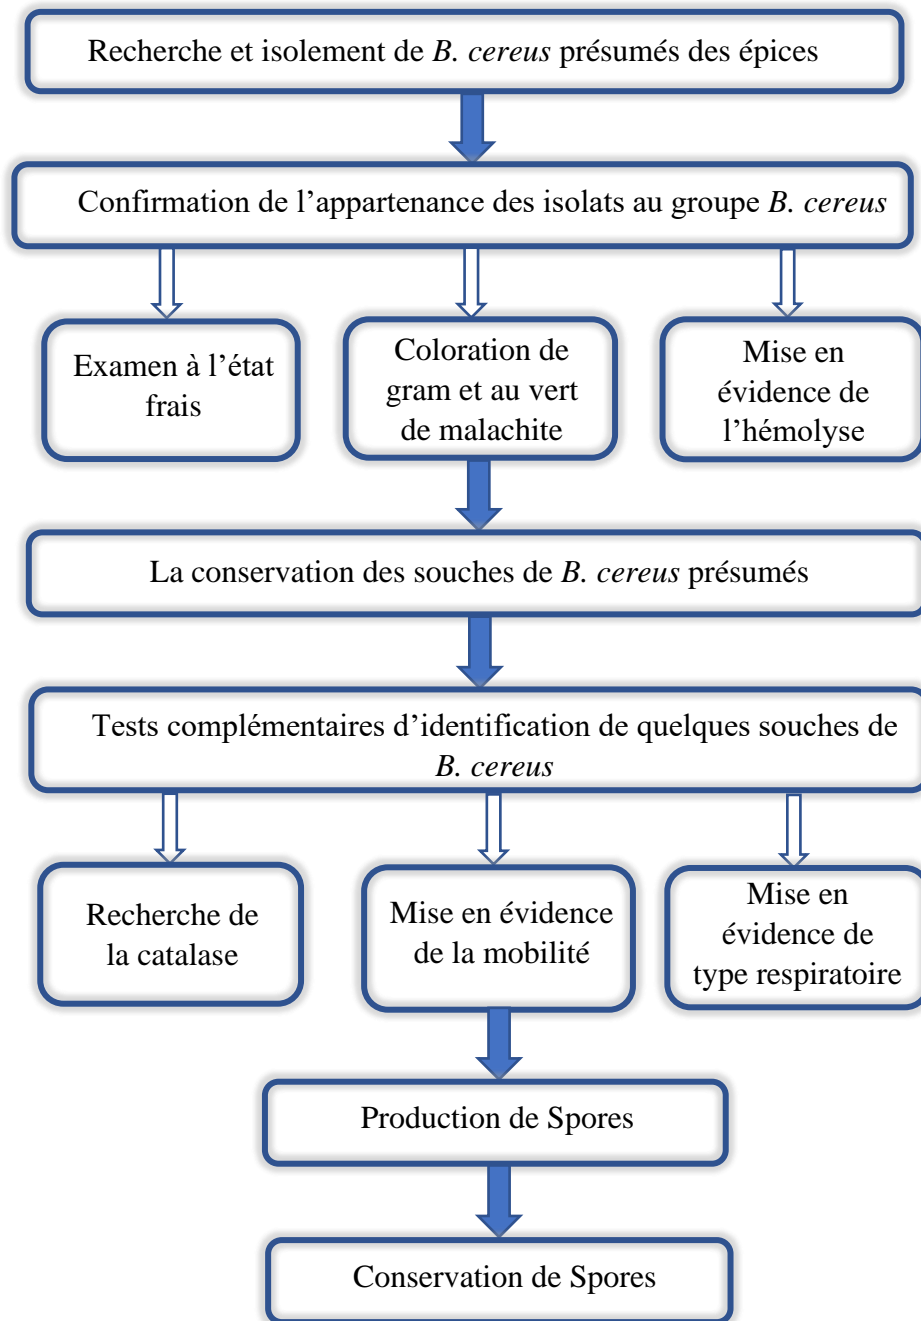 Recherche et isolement de B. cereus présumés des épices
Confirmation de l’appartenance des isolats au groupe B. cereus
Examen à l’état
frais
Coloration de
gram et au vert
de malachite
Mise en
évidence de
l’hémolyse
La conservation des souches de B. cereus présumés
Tests complémentaires d’identification de quelques souches de
B. cereus
Recherche de
la catalase
Mise en évidence
de la mobilité
Mise en
évidence de
type respiratoire
Production de Spores
Conservation de Spores